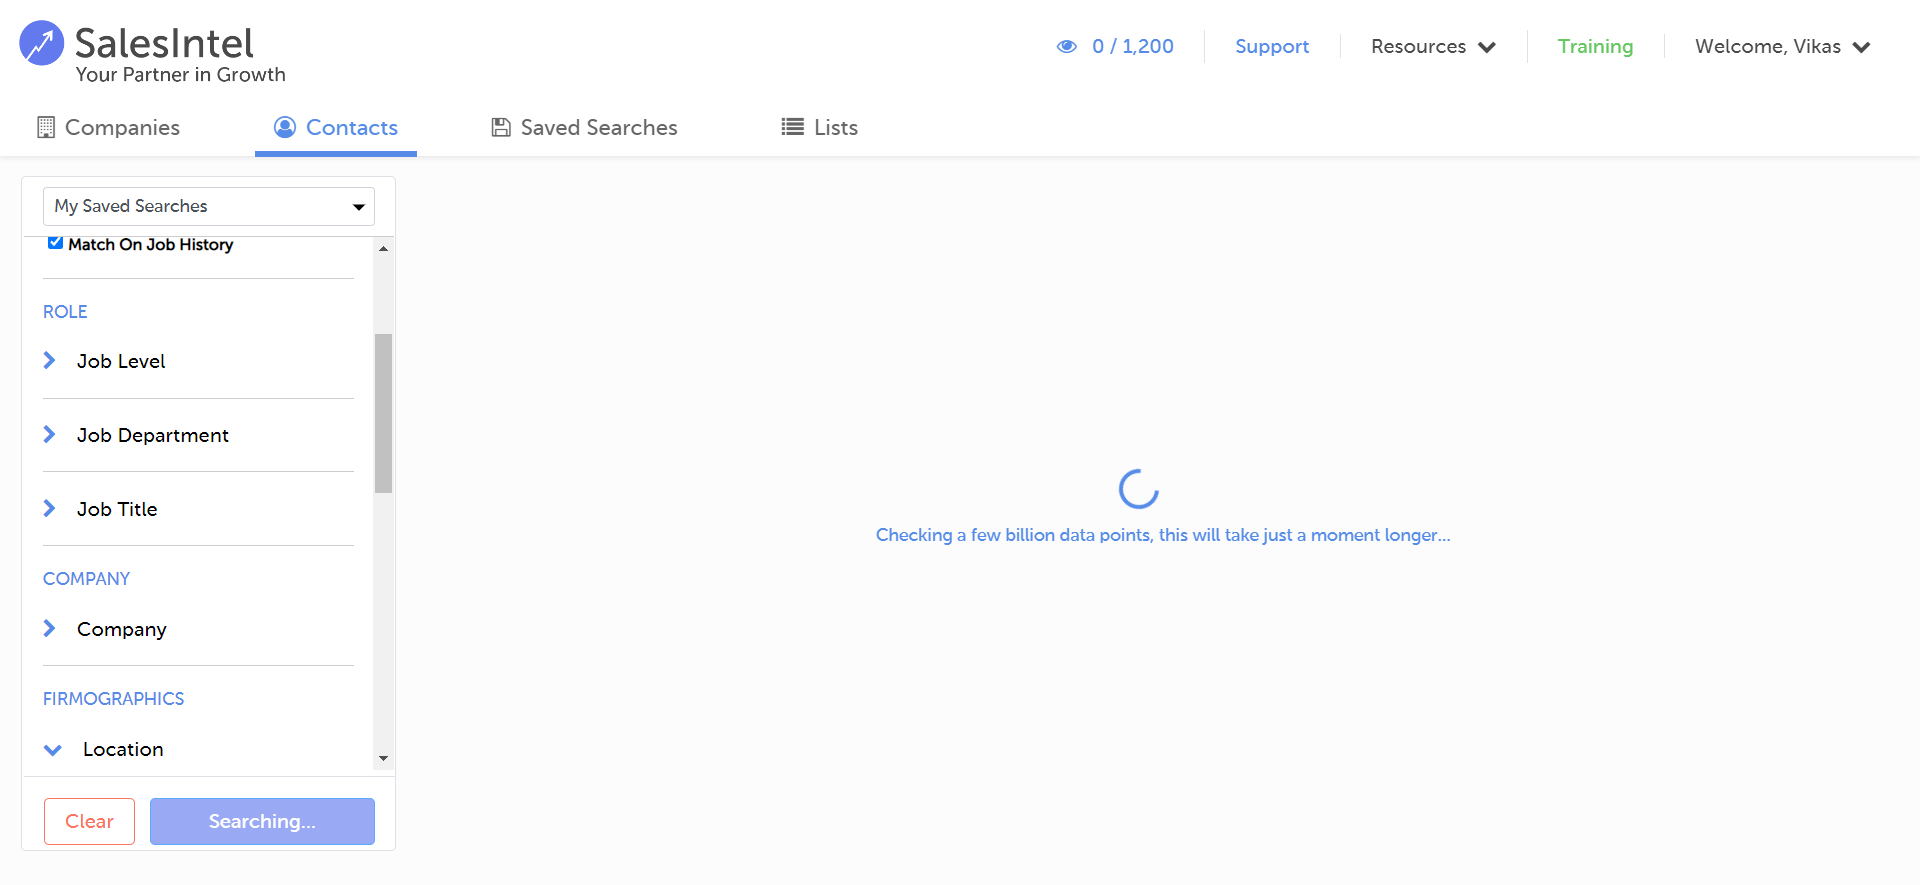 SalesIntel
Your Partner in Growth
0 / 1,200
Support
Resources
Training
Welcome, Vikas
Companies
Contacts
Saved Searches
Lists
My Saved Searches
Match On Job History
ROLE
Job Level
Job Department
Job Title
COMPANY
Company
FIRMOGRAPHICS
Location
Clear
Searching...
Checking a few billion data points, this will take just a moment longer...